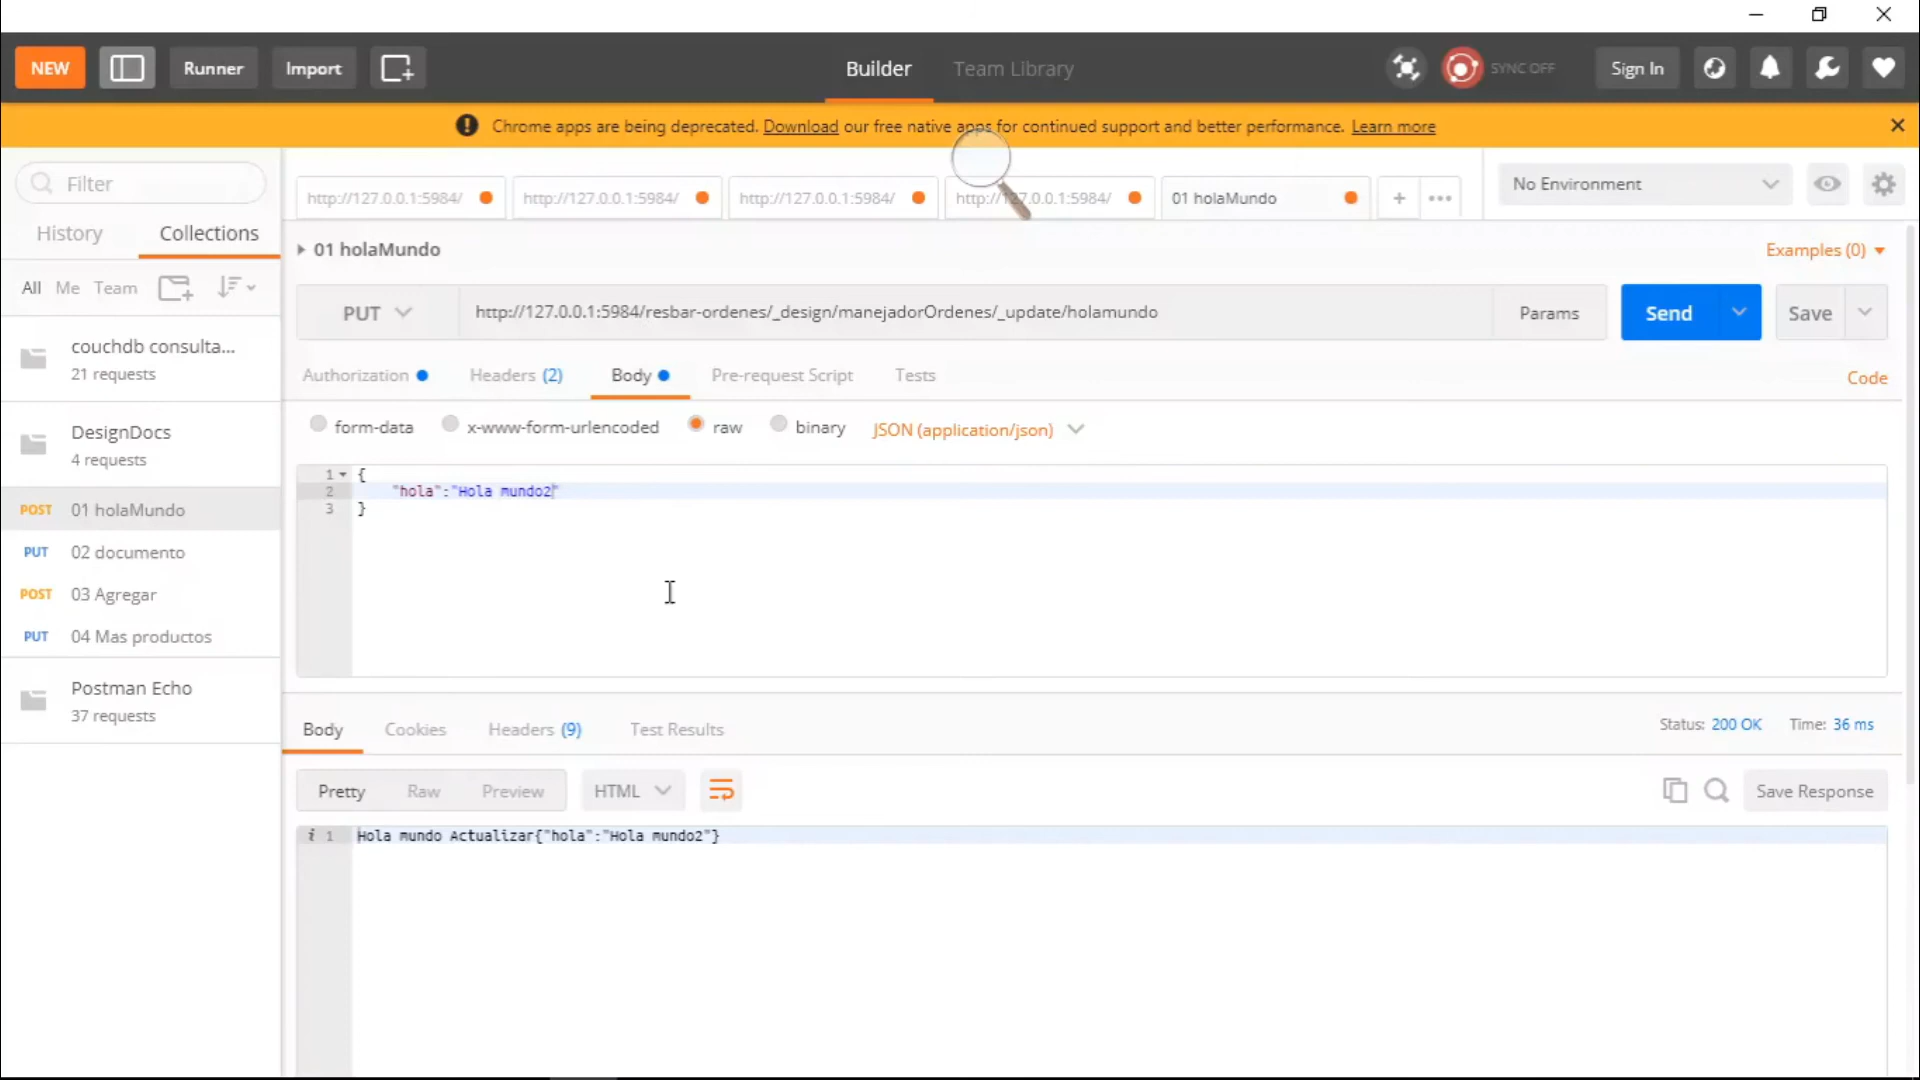 NEW
Runner
Import
Builder
Team Library
SYNC OFF
Sign In
Chrome apps are being deprecated. Download our free native apps for continued support and better performance. Learn more
Filter
http://127.0.0.1:5984/
http://127.0.0.1:5984/
http://127.0.0.1:5984/
http://127.0.0.1:5984/
01 holaMundo
No Environment
History
Collections
All Me Team
01 holaMundo
Examples (0)
PUT
http://127.0.0.1:5984/resbar-ordenes/_design/manejadorOrdenes/_update/holamundo
Params
Send
Save
couchdb consulta...
21 requests
DesignDocs
4 requests
POST 01 holaMundo
PUT 02 documento
POST 03 Agregar
PUT 04 Mas productos
Postman Echo
37 requests
Authorization
Headers (2)
Body
Pre-request Script
Tests
Code
form-data
x-www-form-urlencoded
raw
binary
JSON (application/json)
1 {
2 "hola":"Hola mundo2"
3 }
Body
Cookies
Headers (9)
Test Results
Status: 200 OK
Time: 36 ms
Pretty
Raw
Preview
HTML
Save Response
i 1 Hola mundo Actualizar{"hola":"Hola mundo2"}